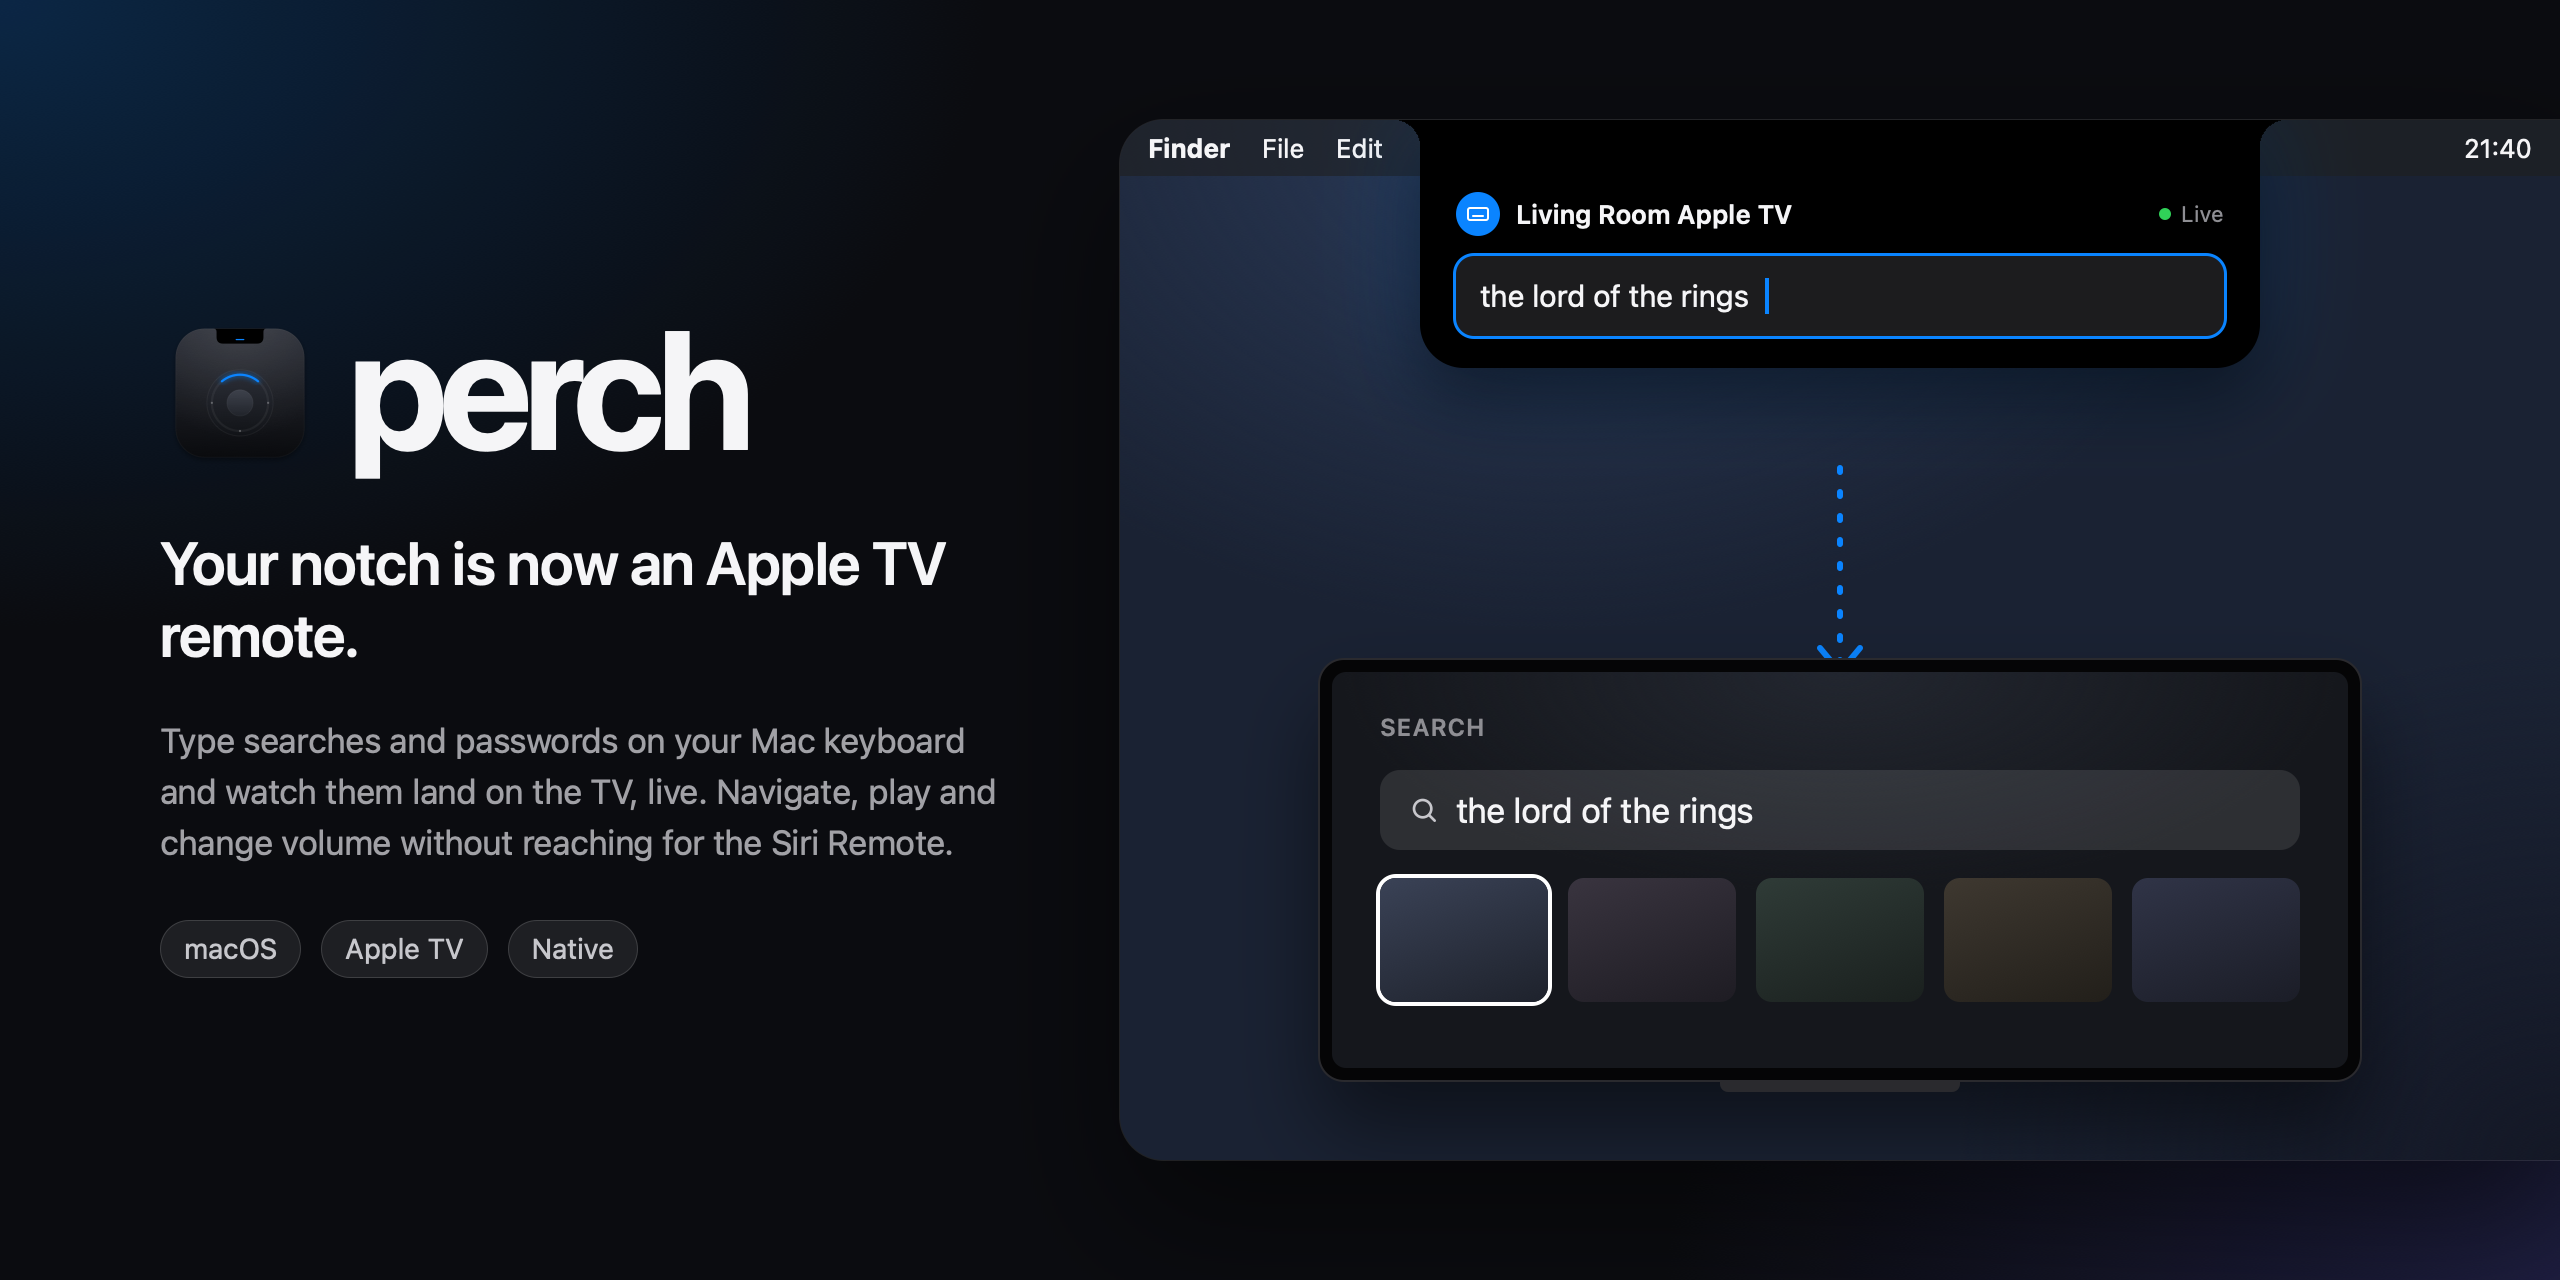 perch
Your notch is now an Apple TV
remote.
Type searches and passwords on your Mac keyboard
and watch them land on the TV, live. Navigate, play and
change volume without reaching for the Siri Remote.
macOS
Apple TV
Native
Finder File Edit
21:40
Living Room Apple TV
Live
the lord of the rings
SEARCH
the lord of the rings